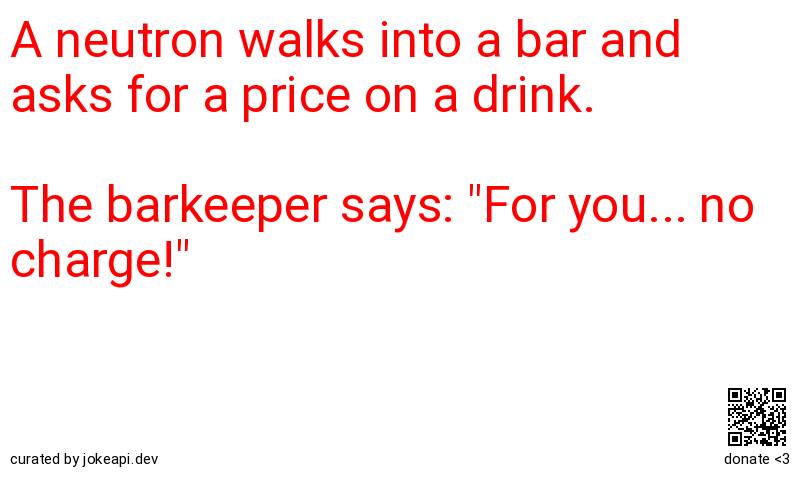 A neutron walks into a bar and
asks for a price on a drink.
The barkeeper says: "For you... no
charge!"
curated by jokeapi.dev
donate <3